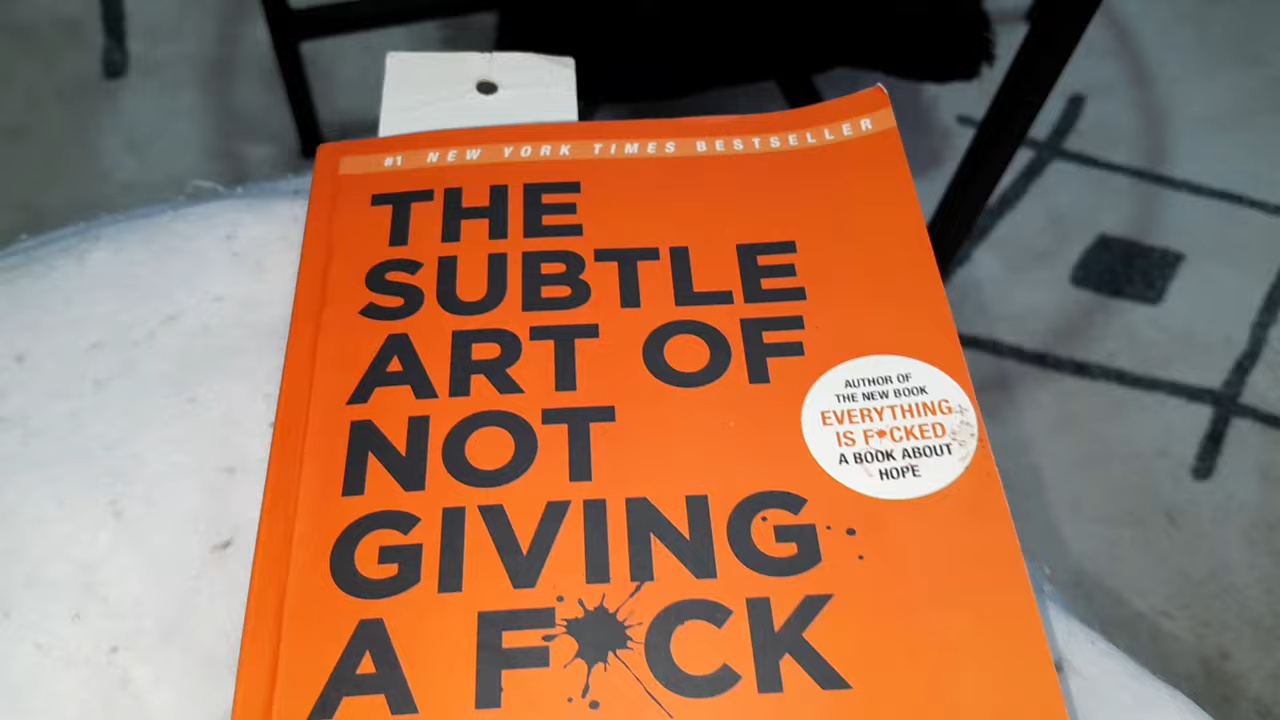 #1 NEW YORK TIMES BESTSELLER
THE
SUBTLE
ART OF
NOT
GIVING
A F*CK
AUTHOR OF
THE NEW BOOK
EVERYTHING
IS F*CKED
A BOOK ABOUT
HOPE